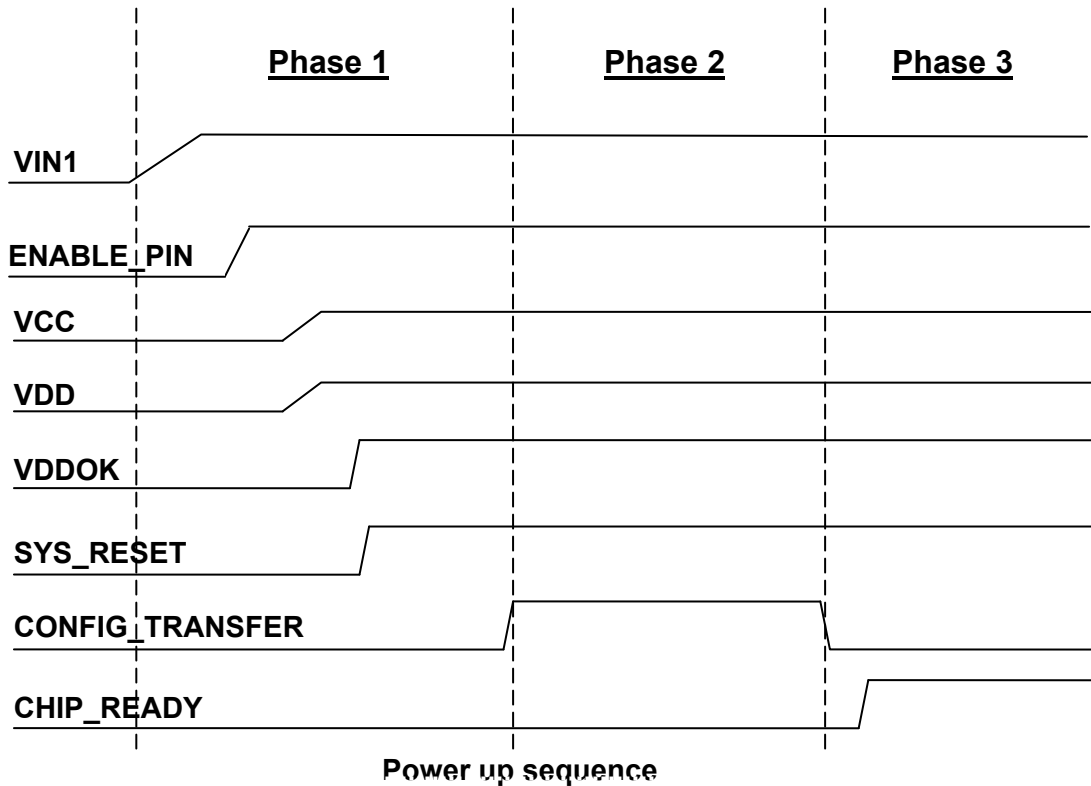 Phase 1 Phase 2 Phase 3
VIN1
ENABLE_PIN
VCC
VDD
VDDOK
SYS_RESET
CONFIG_TRANSFER
CHIP_READY
Power up sequence